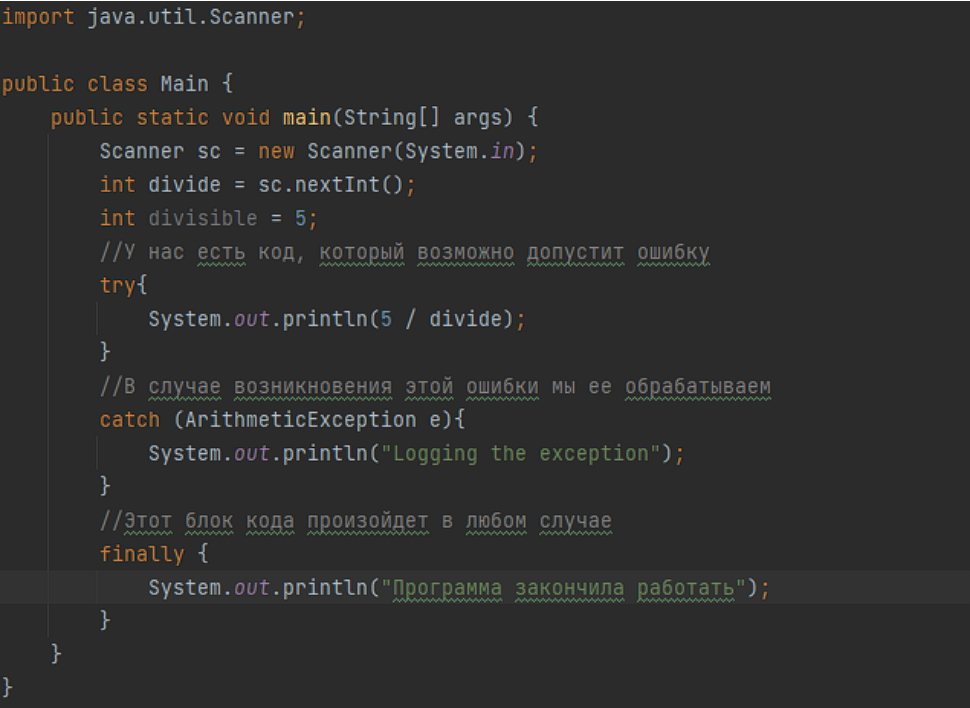 import java.util.Scanner;
public class Main {
public static void main(String[] args) {
Scanner sc = new Scanner(System.in);
int divide = sc.nextInt();
int divisible = 5;
//У нас есть код, который возможно допустит ошибку
try{
System.out.println(5 / divide);
}
//В случае возникновения этой ошибки мы ее обрабатываем
catch (ArithmeticException e){
System.out.println("Logging the exception");
}
//Этот блок кода произойдет в любом случае
finally {
System.out.println("Программа закончила работать");
}
}
}